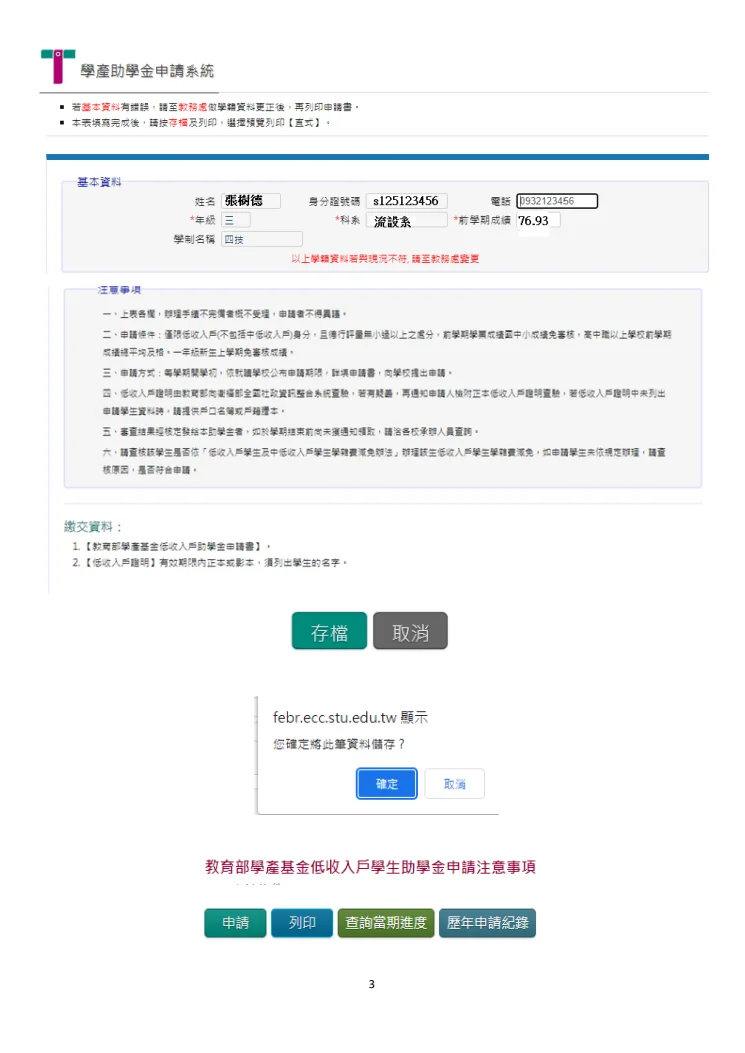 學產助學金申請系統
▪ 若基本資料有錯誤，請至教務處做學籍資料更正後，再列印申請書。
▪ 本表填寫完成後，請按存檔及列印，選擇預覽列印【直式】。
基本資料
姓名 張樹德 身分證號碼 s125123456 電話 0932123456
*年級 三 *科系 流設系 *前學期成績 76.93
學制名稱 四技
以上學籍資料若與現況不符, 請至教務處變更
注意事項
一、上表各欄，辦理手續不完備者概不受理，申請者不得異議。
二、申請條件：僅限低收入戶(不包括中低收入戶)身分，且德行評量無小過以上之處分，前學期學業成績國中小成績免審核，高中職以上學校前學期
成績總平均及格。一年級新生上學期免審核成績。
三、申請方式：每學期開學初，依就讀學校公布申請期限，詳填申請書，向學校提出申請。
四、低收入戶證明由教育部向衛福部全國社政資訊整合系統查驗，若有疑義，再通知申請人檢附正本低收入戶證明查驗，若低收入戶證明中未列出
申請學生資料時，請提供戶口名簿或戶籍謄本。
五、審查結果經核定發給本助學金者，如於學期結束前尚未獲通知領取，請洽各校承辦人員查詢。
六、請查核該學生是否依「低收入戶學生及中低收入戶學生學雜費減免辦法」辦理該生低收入戶學生學雜費減免，如申請學生未依規定辦理，請查
核原因，是否符合申請。
繳交資料：
1.【教育部學產基金低收入戶助學金申請書】。
2.【低收入戶證明】有效期限內正本或影本，須列出學生的名字。
存檔 取消
febr.ecc.stu.edu.tw 顯示
您確定將此筆資料儲存？
確定 取消
教育部學產基金低收入戶學生助學金申請注意事項
申請 列印 查詢當期進度 歷年申請紀錄
3